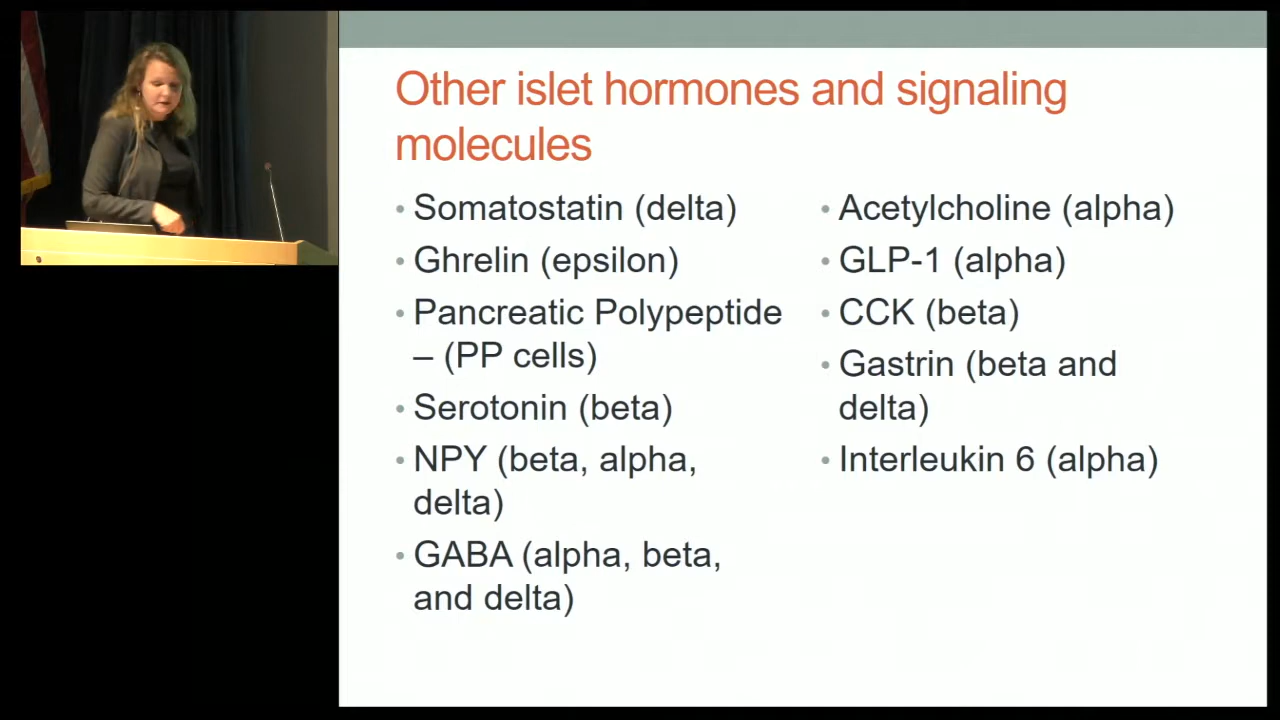 Other islet hormones and signaling
molecules
• Somatostatin (delta)
• Ghrelin (epsilon)
• Pancreatic Polypeptide
– (PP cells)
• Serotonin (beta)
• NPY (beta, alpha,
delta)
• GABA (alpha, beta,
and delta)
• Acetylcholine (alpha)
• GLP-1 (alpha)
• CCK (beta)
• Gastrin (beta and
delta)
• Interleukin 6 (alpha)